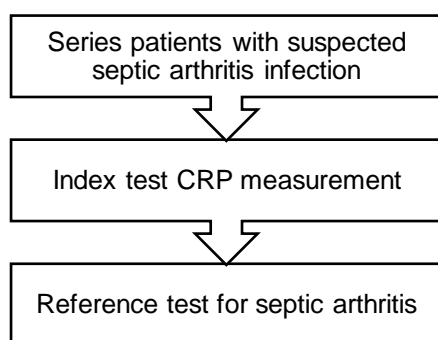 Series patients with suspected
septic arthritis infection
Index test CRP measurement
Reference test for septic arthritis